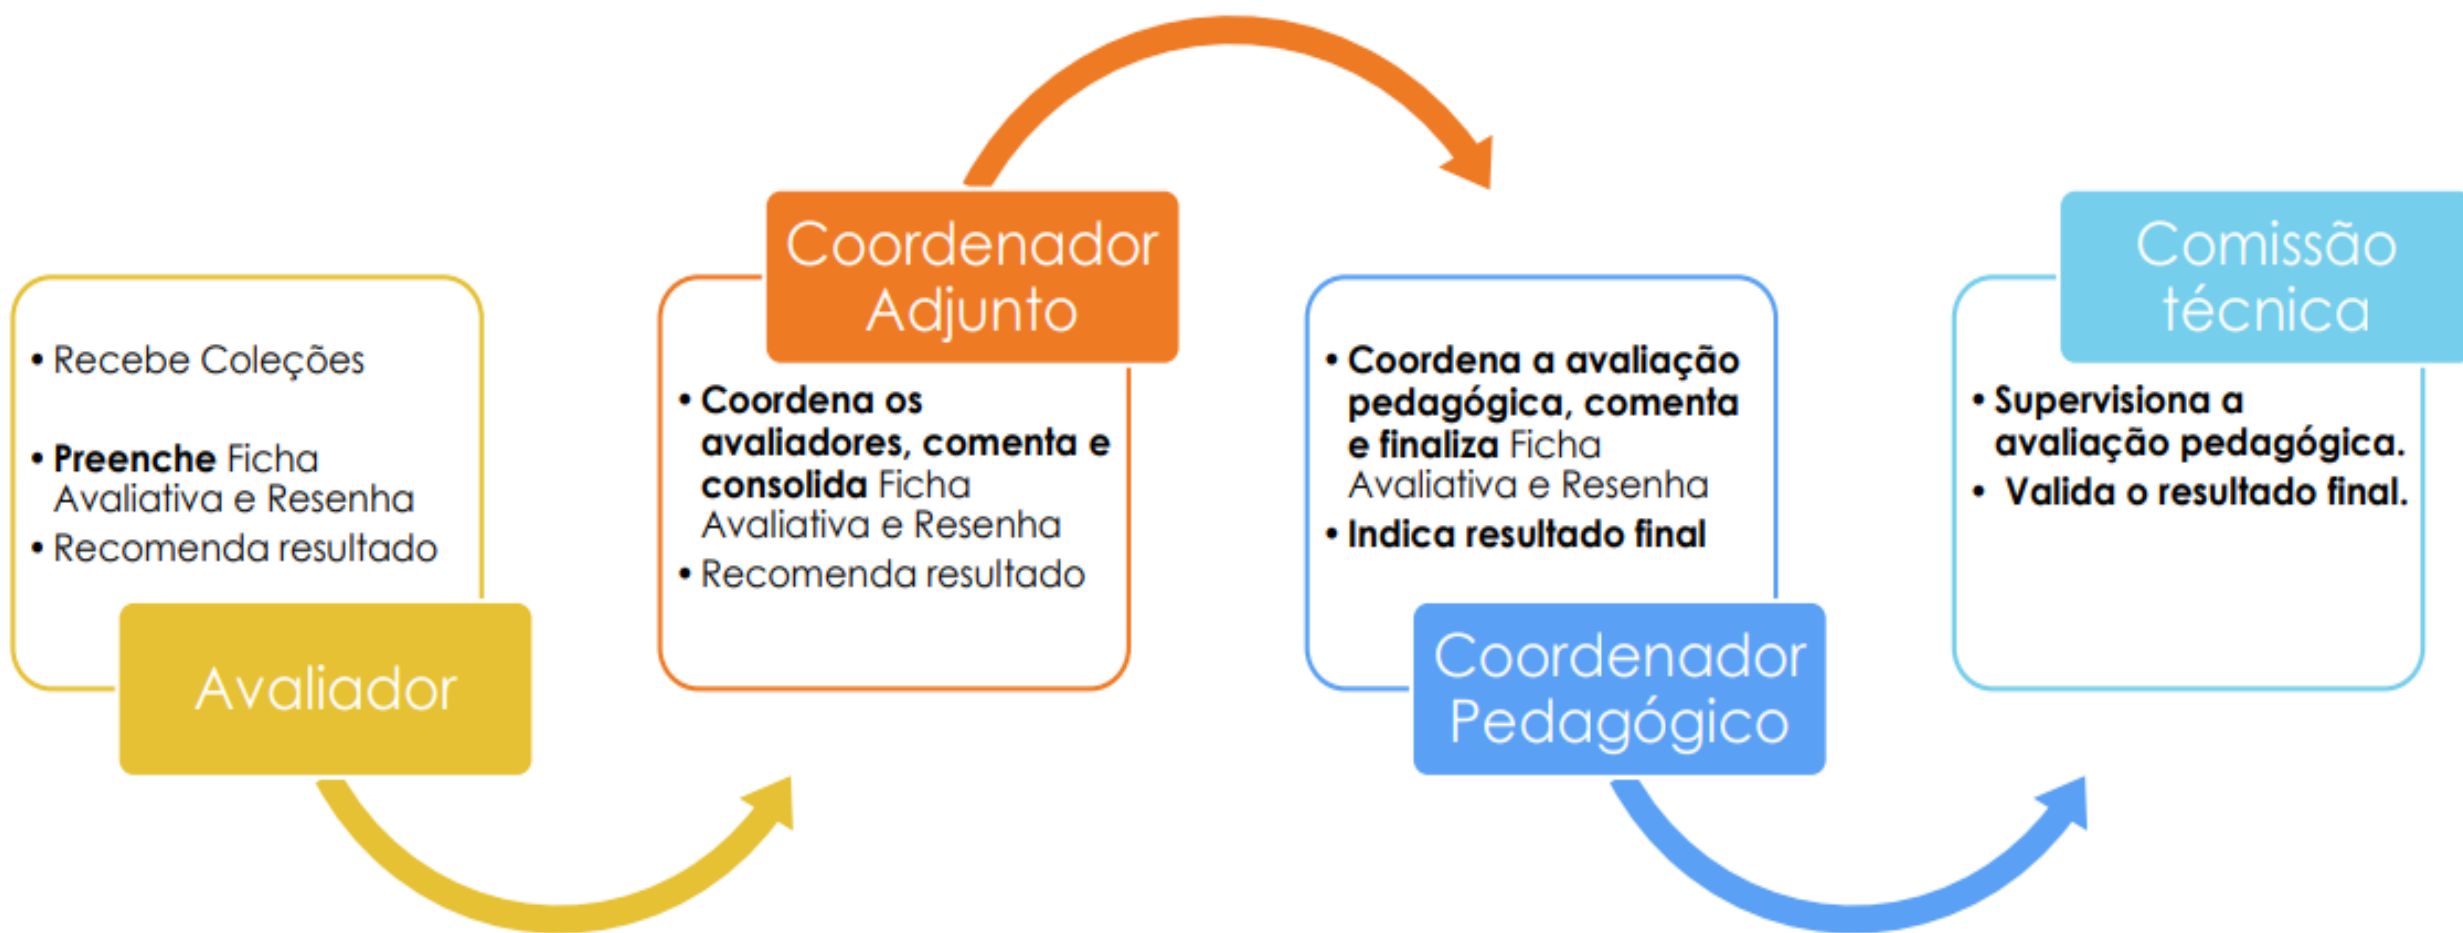 • Recebe Coleções
• Preenche Ficha
Avaliativa e Resenha
• Recomenda resultado
Avaliador
Coordenador
Adjunto
• Coordena os
avaliadores, comenta e
consolida Ficha
Avaliativa e Resenha
• Recomenda resultado
• Coordena a avaliação
pedagógica, comenta
e finaliza Ficha
Avaliativa e Resenha
• Indica resultado final
Coordenador
Pedagógico
Comissão
técnica
• Supervisiona a
avaliação pedagógica.
• Valida o resultado final.